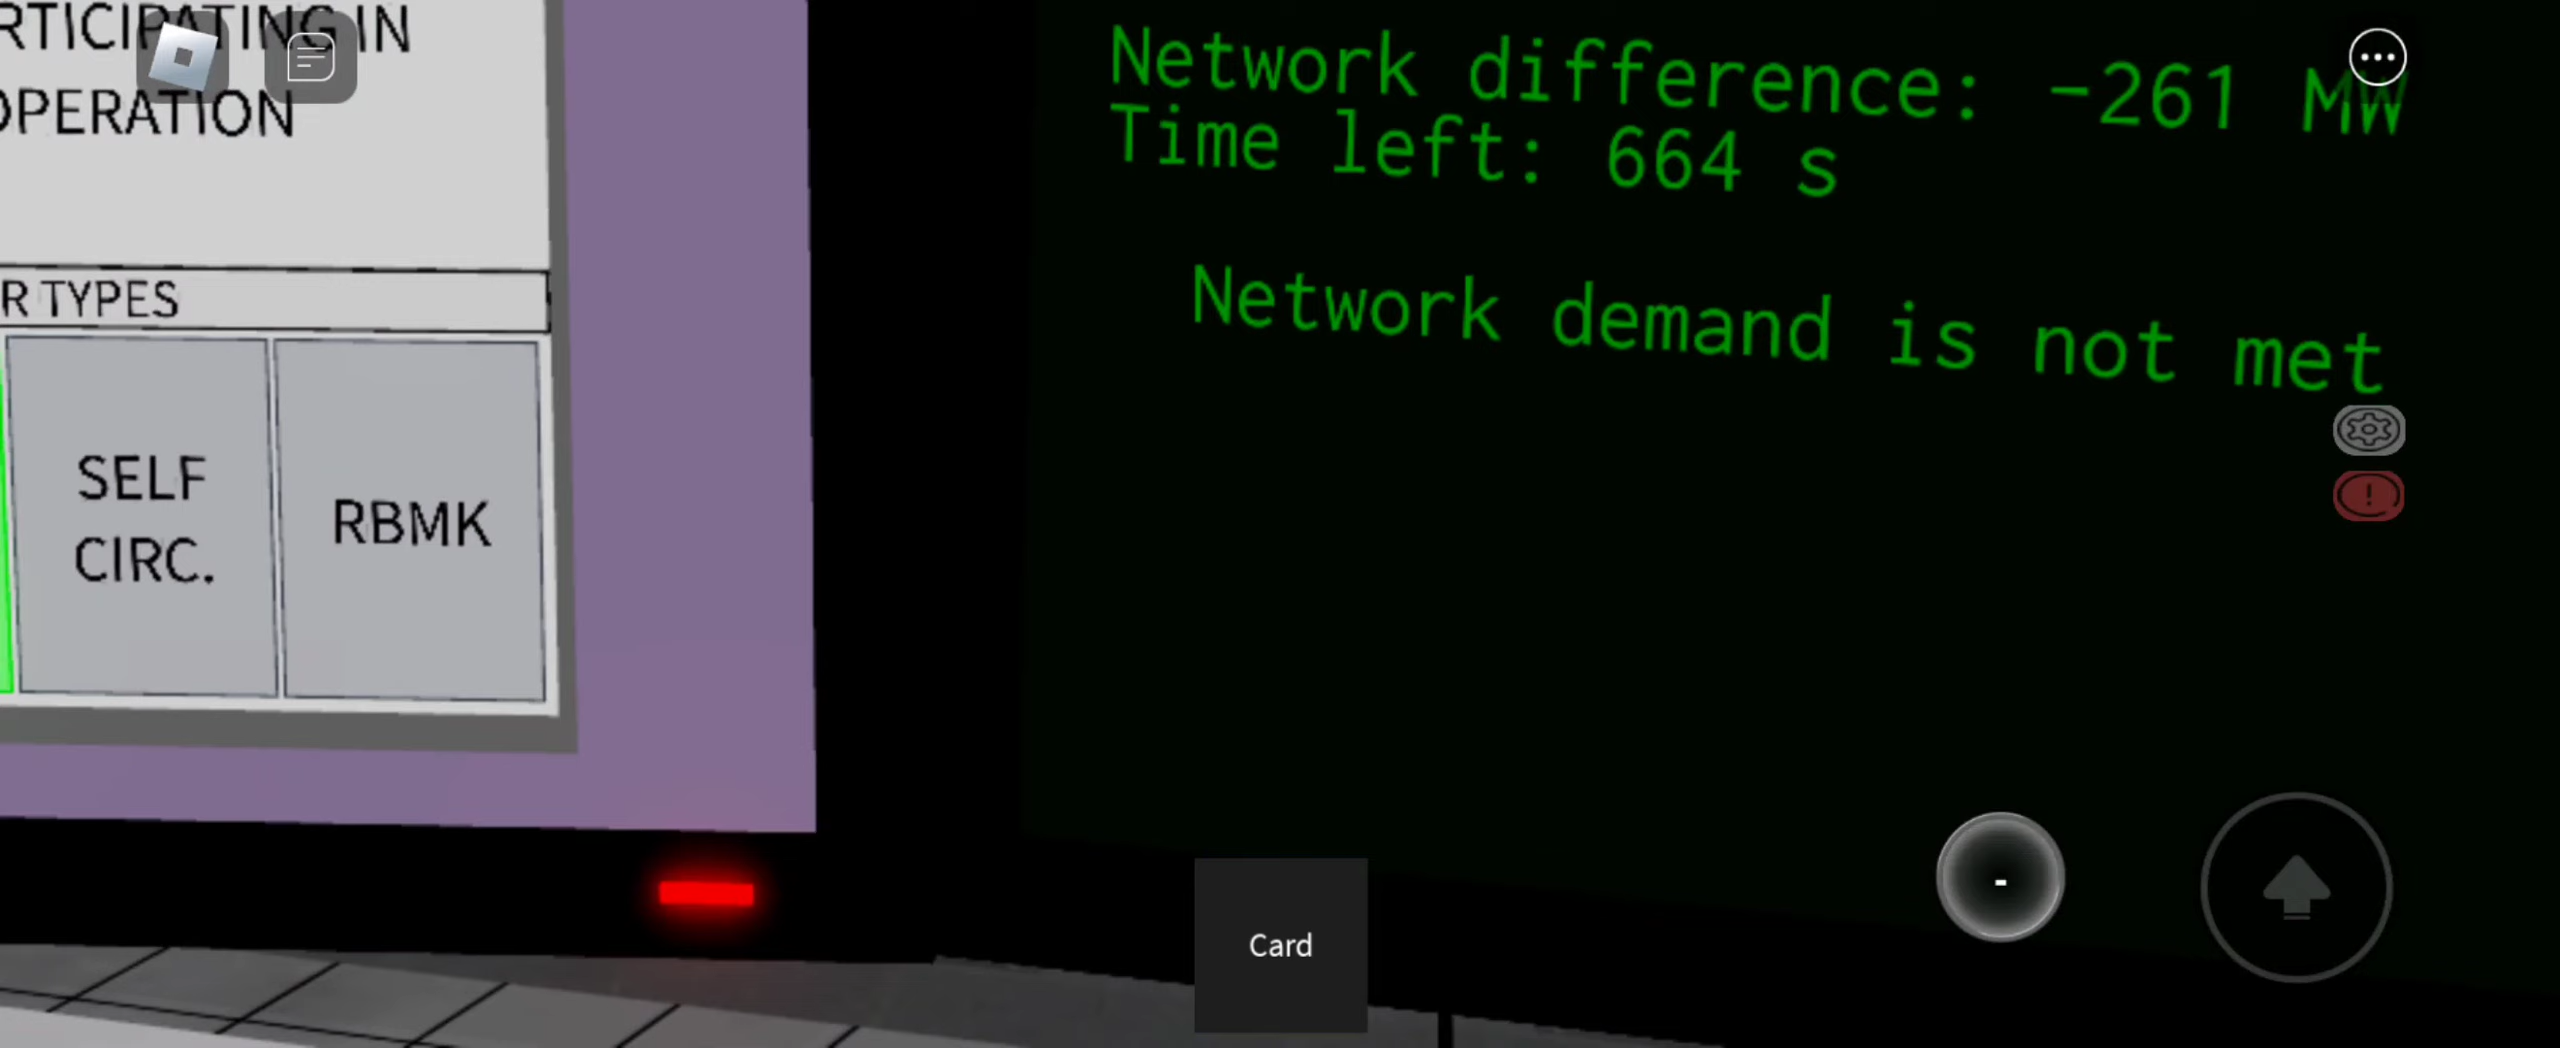 RTICIPATING IN
OPERATION
R TYPES
SELF
CIRC.
RBMK
Network difference: -261 MW
Time left: 664 s
Network demand is not met
-
Card